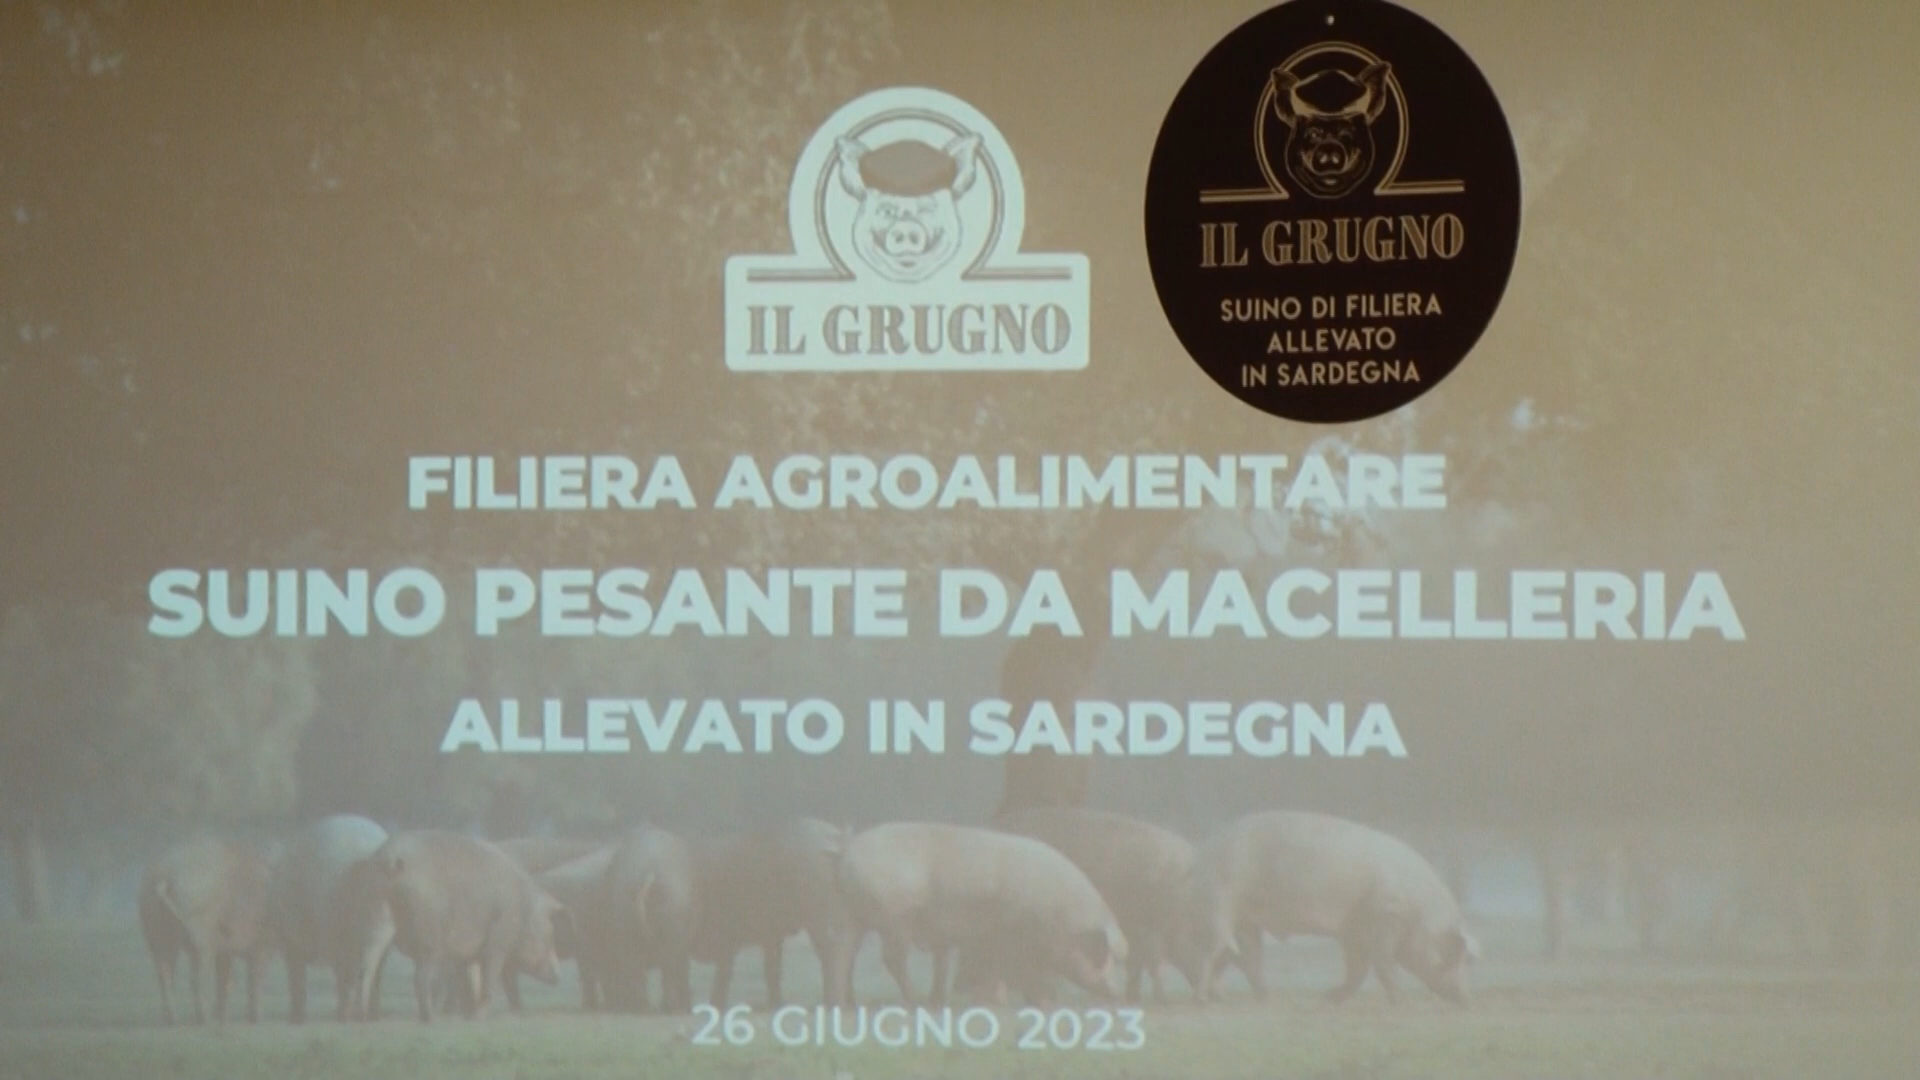 IL GRUGNO
IL GRUGNO
SUINO DI FILIERA
ALLEVATO
IN SARDEGNA
FILIERA AGROALIMENTARE
SUINO PESANTE DA MACELLERIA
ALLEVATO IN SARDEGNA
26 GIUGNO 2023